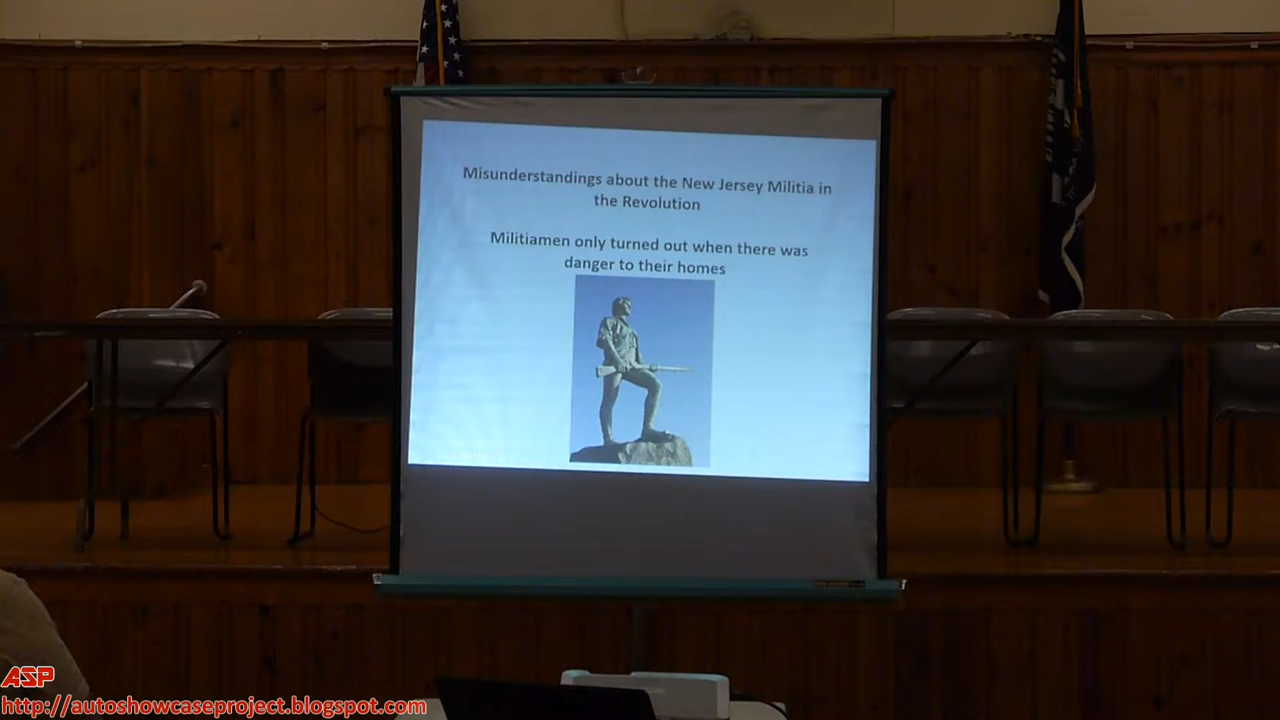 Misunderstandings about the New Jersey Militia in
the Revolution
Militiamen only turned out when there was
danger to their homes
ASP
http://autoshowcaseproject.blogspot.com